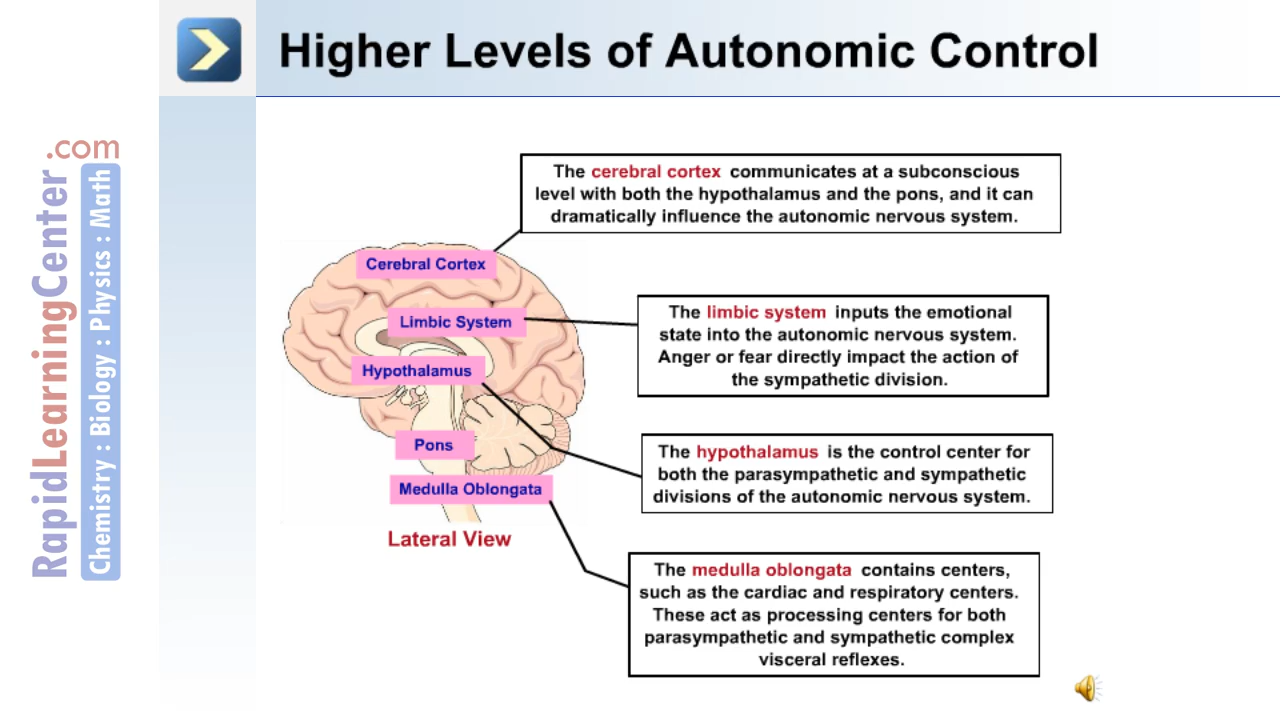 Higher Levels of Autonomic Control
RapidLearningCenter.com
Chemistry : Biology : Physics : Math
The cerebral cortex communicates at a subconscious
level with both the hypothalamus and the pons, and it can
dramatically influence the autonomic nervous system.
Cerebral Cortex
Limbic System
Hypothalamus
Pons
Medulla Oblongata
Lateral View
The limbic system inputs the emotional
state into the autonomic nervous system.
Anger or fear directly impact the action of
the sympathetic division.
The hypothalamus is the control center for
both the parasympathetic and sympathetic
divisions of the autonomic nervous system.
The medulla oblongata contains centers,
such as the cardiac and respiratory centers.
These act as processing centers for both
parasympathetic and sympathetic complex
visceral reflexes.